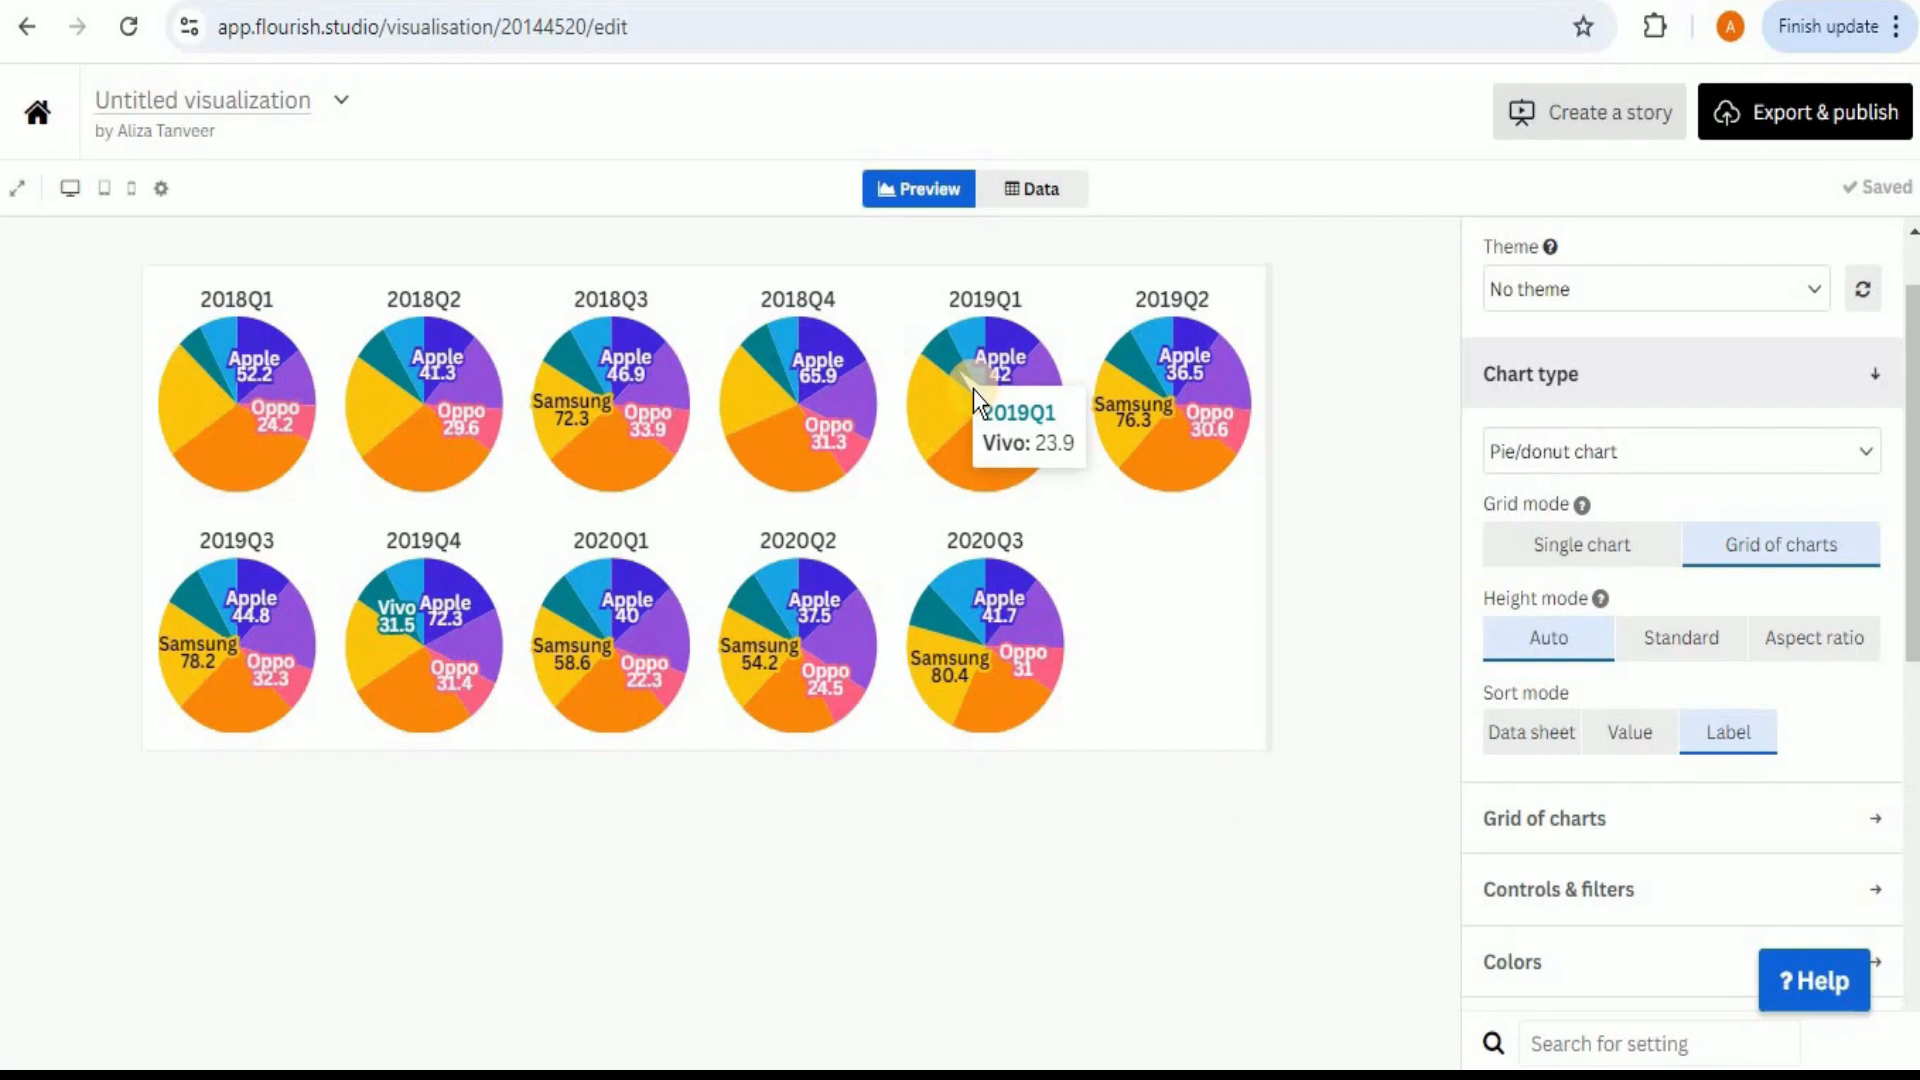 app.flourish.studio/visualisation/20144520/edit
A
Finish update
Untitled visualization
by Aliza Tanveer
Create a story
Export & publish
Preview
Data
Saved
2018Q1
2018Q2
2018Q3
2018Q4
2019Q1
2019Q2
Apple
52.2
Oppo
24.2
Apple
41.3
Oppo
29.6
Apple
46.9
Samsung
72.3
Oppo
33.9
Apple
65.9
Oppo
31.3
Apple
42
2019Q1
Vivo: 23.9
Apple
36.5
Samsung
76.3
Oppo
30.6
2019Q3
2019Q4
2020Q1
2020Q2
2020Q3
Apple
44.8
Samsung
78.2
Oppo
32.3
Vivo
31.5
Apple
72.3
Oppo
31.4
Apple
40
Samsung
58.6
Oppo
22.3
Apple
37.5
Samsung
54.2
Oppo
24.5
Apple
41.7
Samsung
80.4
Oppo
31
Theme ?
No theme
Chart type
Pie/donut chart
Grid mode ?
Single chart
Grid of charts
Height mode ?
Auto
Standard
Aspect ratio
Sort mode
Data sheet
Value
Label
Grid of charts
Controls & filters
Colors
? Help
Search for setting